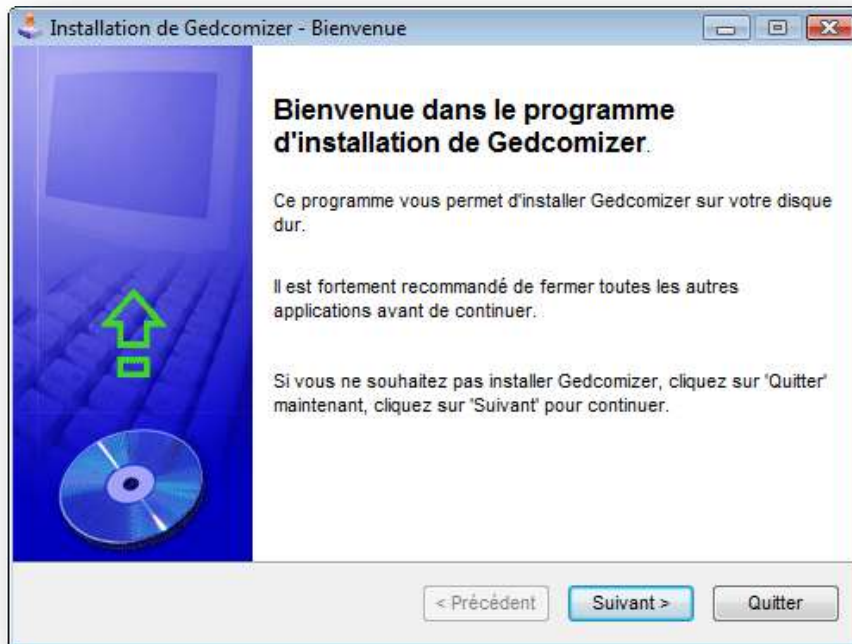 Installation de Gedcomizer - Bienvenue
Bienvenue dans le programme
d'installation de Gedcomizer.
Ce programme vous permet d'installer Gedcomizer sur votre disque
dur.
Il est fortement recommandé de fermer toutes les autres
applications avant de continuer.
Si vous ne souhaitez pas installer Gedcomizer, cliquez sur 'Quitter'
maintenant, cliquez sur 'Suivant' pour continuer.
< Précédent
Suivant >
Quitter